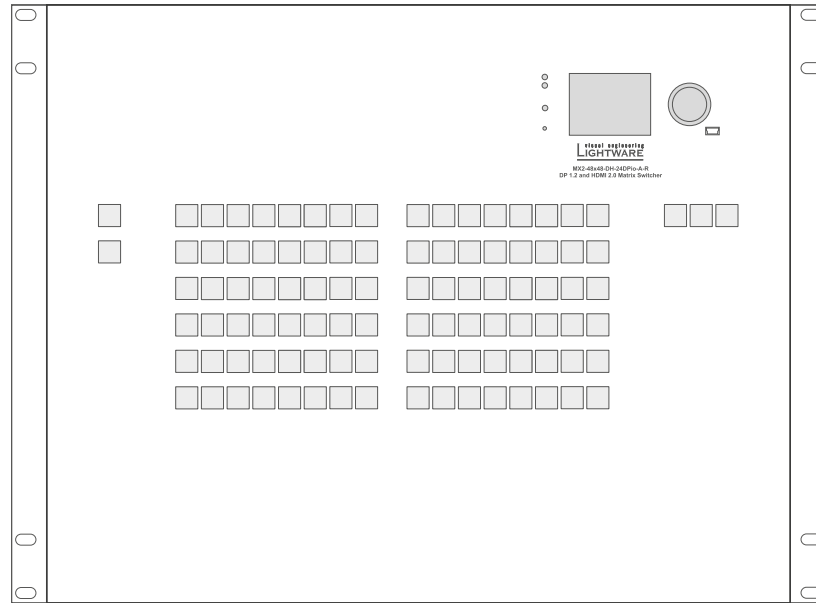 visual engineering
LIGHTWARE
MX2-48x48-DH-24DPio-A-R
DP 1.2 and HDMI 2.0 Matrix Switcher